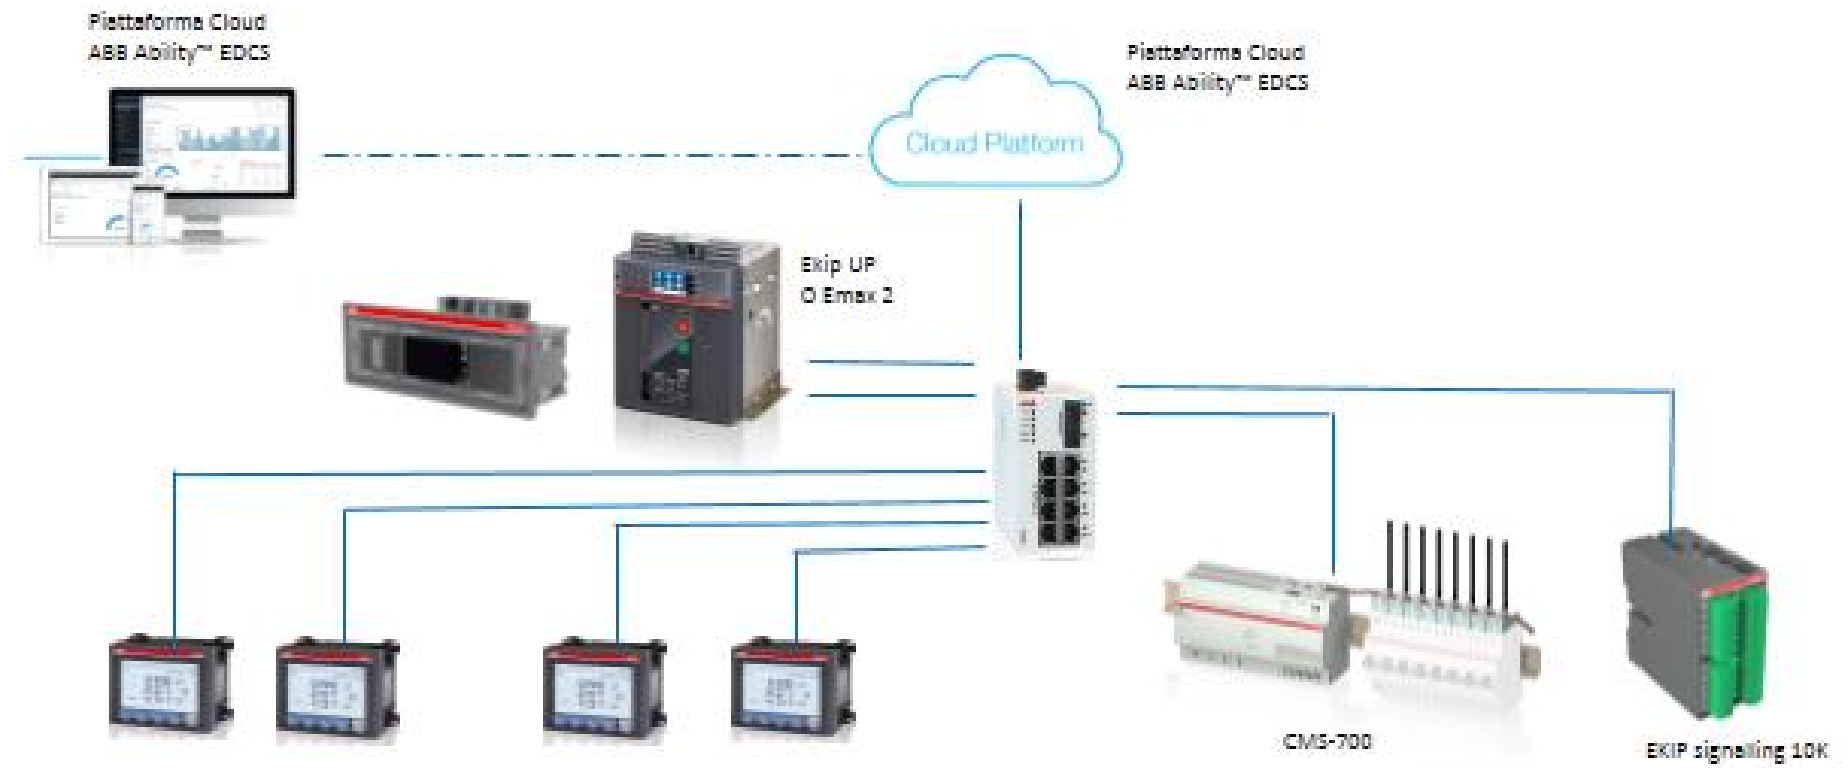 Piattaforma Cloud
ABB Ability™ EDCS
Piattaforma Cloud
ABB Ability™ EDCS
Cloud Platform
Ekip UP
O Emax 2
CMS-700
EKIP signalling 10K